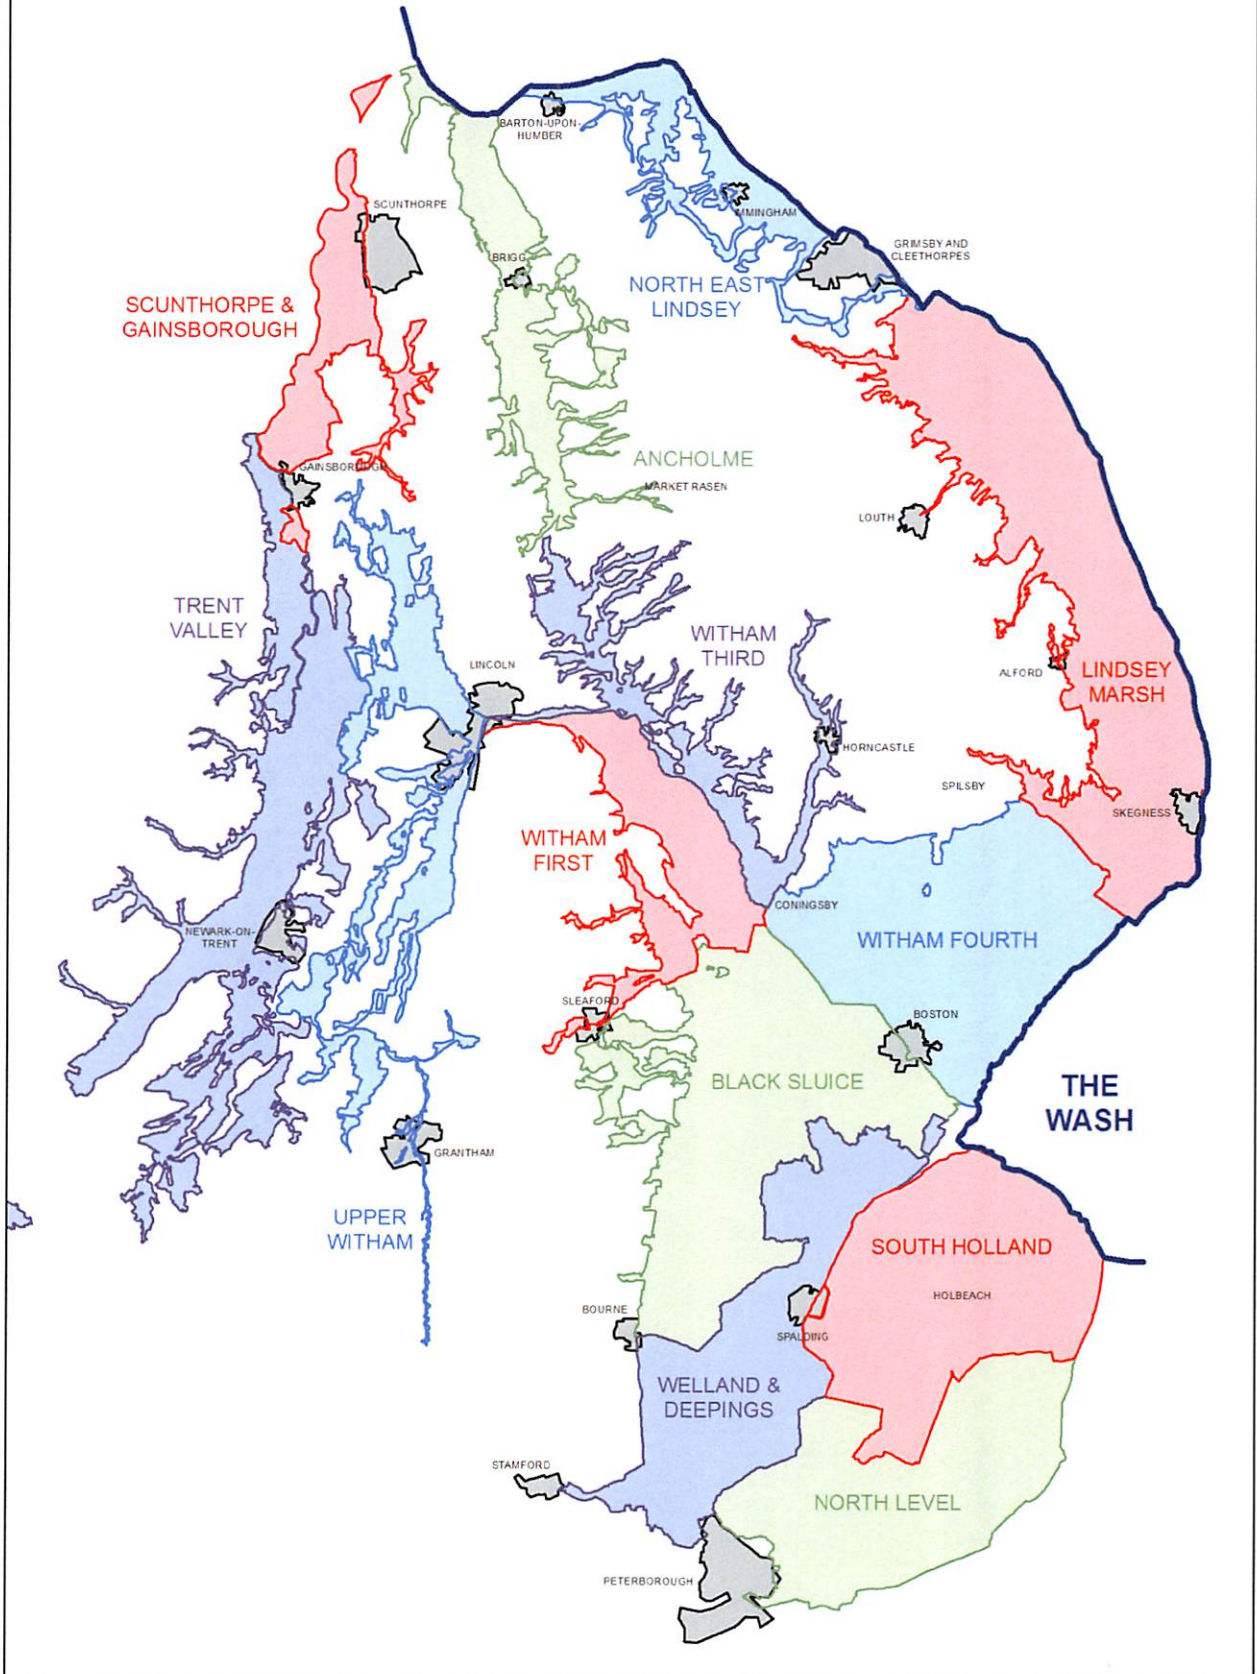 BARTON-UPON-
HUMBER
SCUNTHORPE
IMMINGHAM
GRIMSBY AND
CLEETHORPES
BRIGG
NORTH EAST
LINDSEY
SCUNTHORPE &
GAINSBOROUGH
GAINSBOROUGH
ANCHOLME
MARKET RASEN
LOUTH
TRENT
VALLEY
WITHAM
THIRD
LINCOLN
ALFORD
LINDSEY
MARSH
HORNCASTLE
SPILSBY
SKEGNESS
WITHAM
FIRST
CONINGSBY
NEWARK-ON-
TRENT
WITHAM FOURTH
SLEAFORD
BOSTON
BLACK SLUICE
THE
WASH
GRANTHAM
UPPER
WITHAM
SOUTH HOLLAND
HOLBEACH
BOURNE
SPALDING
WELLAND &
DEEPINGS
STAMFORD
NORTH LEVEL
PETERBOROUGH